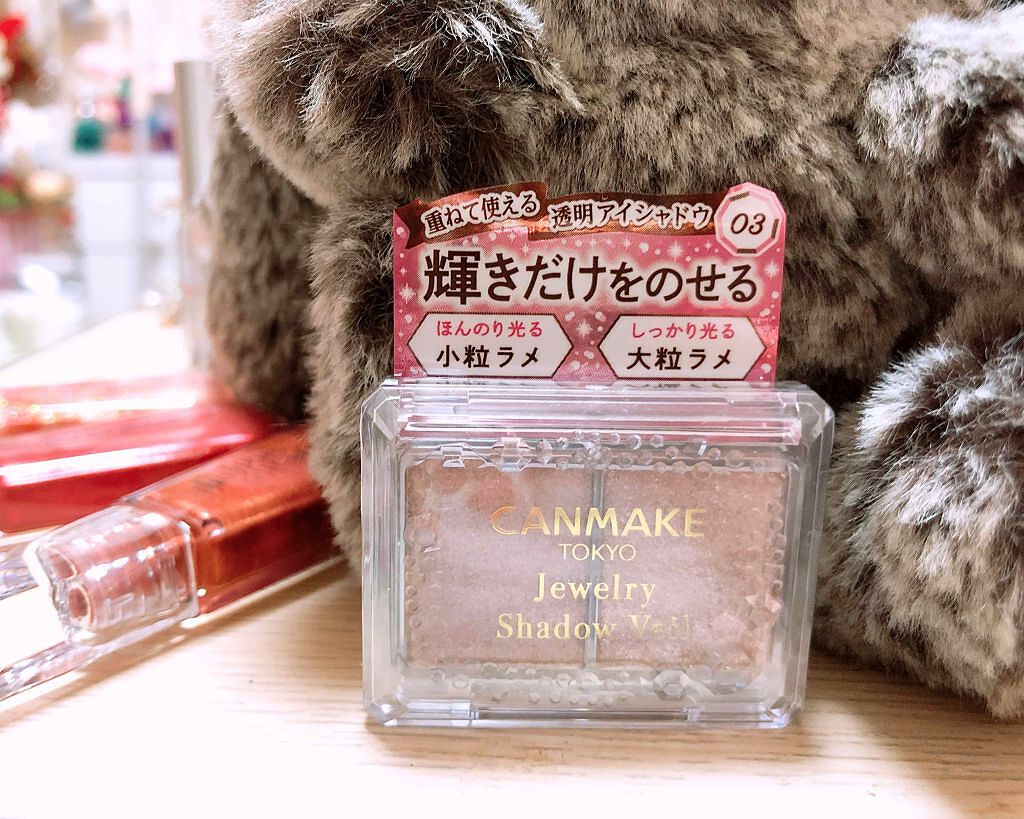 重ねて使える
透明アイシャドウ
03
輝きだけをのせる
ほんのり光る
小粒ラメ
しっかり光る
大粒ラメ
CANMAKE
TOKYO
Jewelry
Shadow Veil